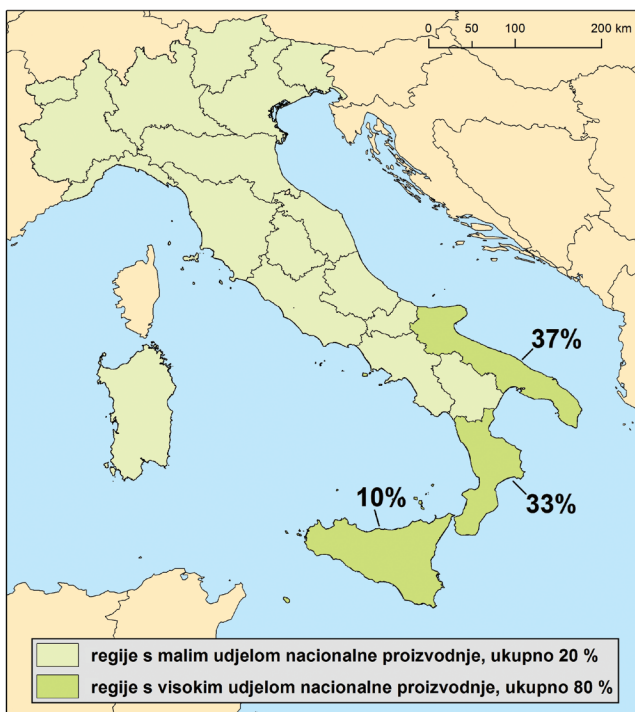 0 50 100 200 km
37%
10%
33%
regije s malim udjelom nacionalne proizvodnje, ukupno 20 %
regije s visokim udjelom nacionalne proizvodnje, ukupno 80 %